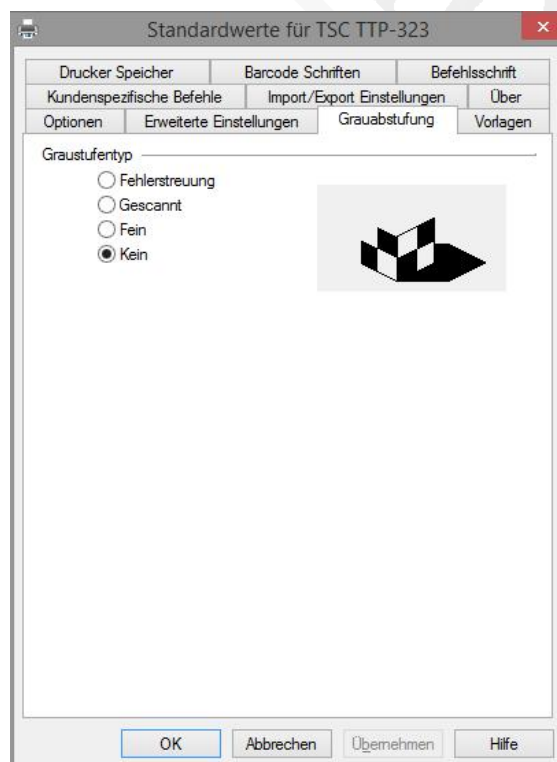 Standardwerte für TSC TTP-323
Drucker Speicher Barcode Schriften Befehlsschrift
Kundenspezifische Befehle Import/Export Einstellungen Über
Optionen Erweiterte Einstellungen Grauabstufung Vorlagen
Graustufentyp
Fehlerstreuung
Gescannt
Fein
Kein
OK Abbrechen Übernehmen Hilfe